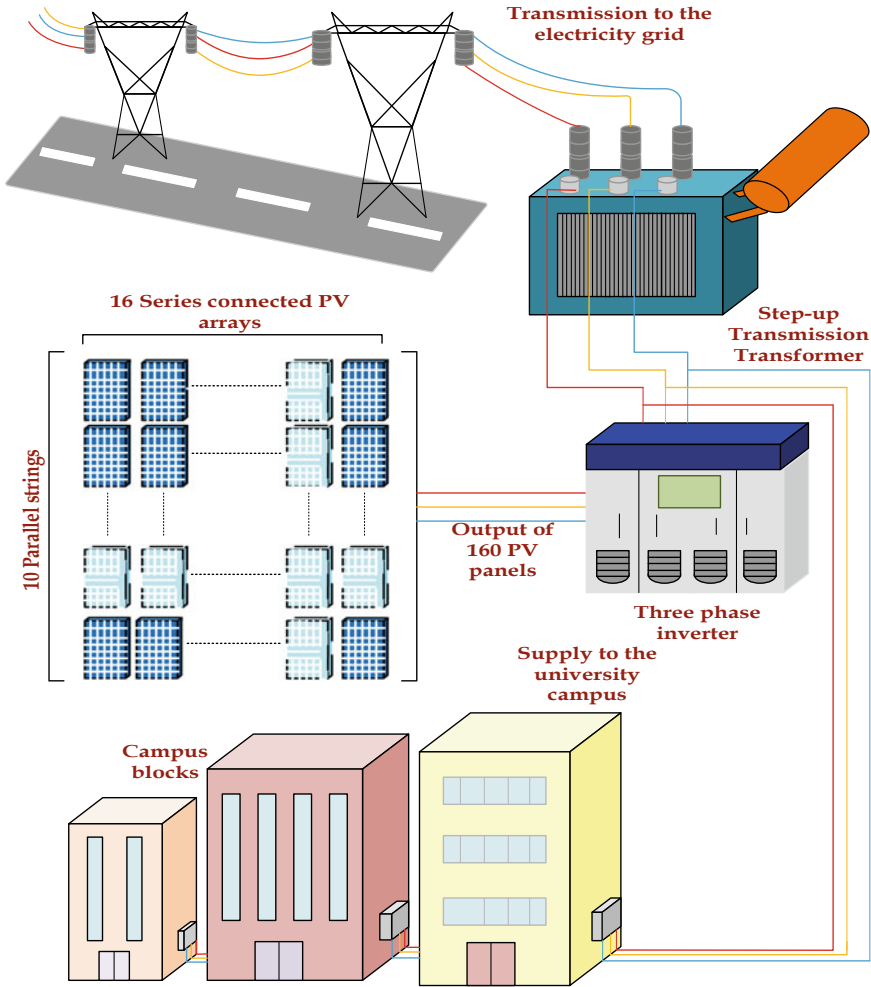 Transmission to the
electricity grid
16 Series connected PV
arrays
Step-up
Transmission
Transformer
10 Parallel strings
Output of
160 PV
panels
Three phase
inverter
Supply to the
university
campus
Campus
blocks